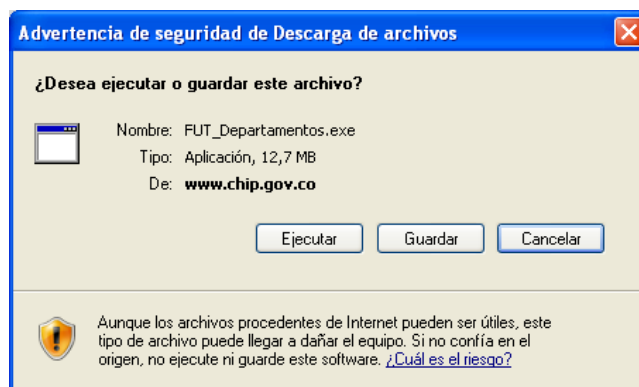 Advertencia de seguridad de Descarga de archivos
¿Desea ejecutar o guardar este archivo?
Nombre: FUT_Departamentos.exe
Tipo: Aplicación, 12,7 MB
De: www.chip.gov.co
Ejecutar Guardar Cancelar
Aunque los archivos procedentes de Internet pueden ser útiles, este
tipo de archivo puede llegar a dañar el equipo. Si no confía en el
origen, no ejecute ni guarde este software. ¿Cuál es el riesgo?